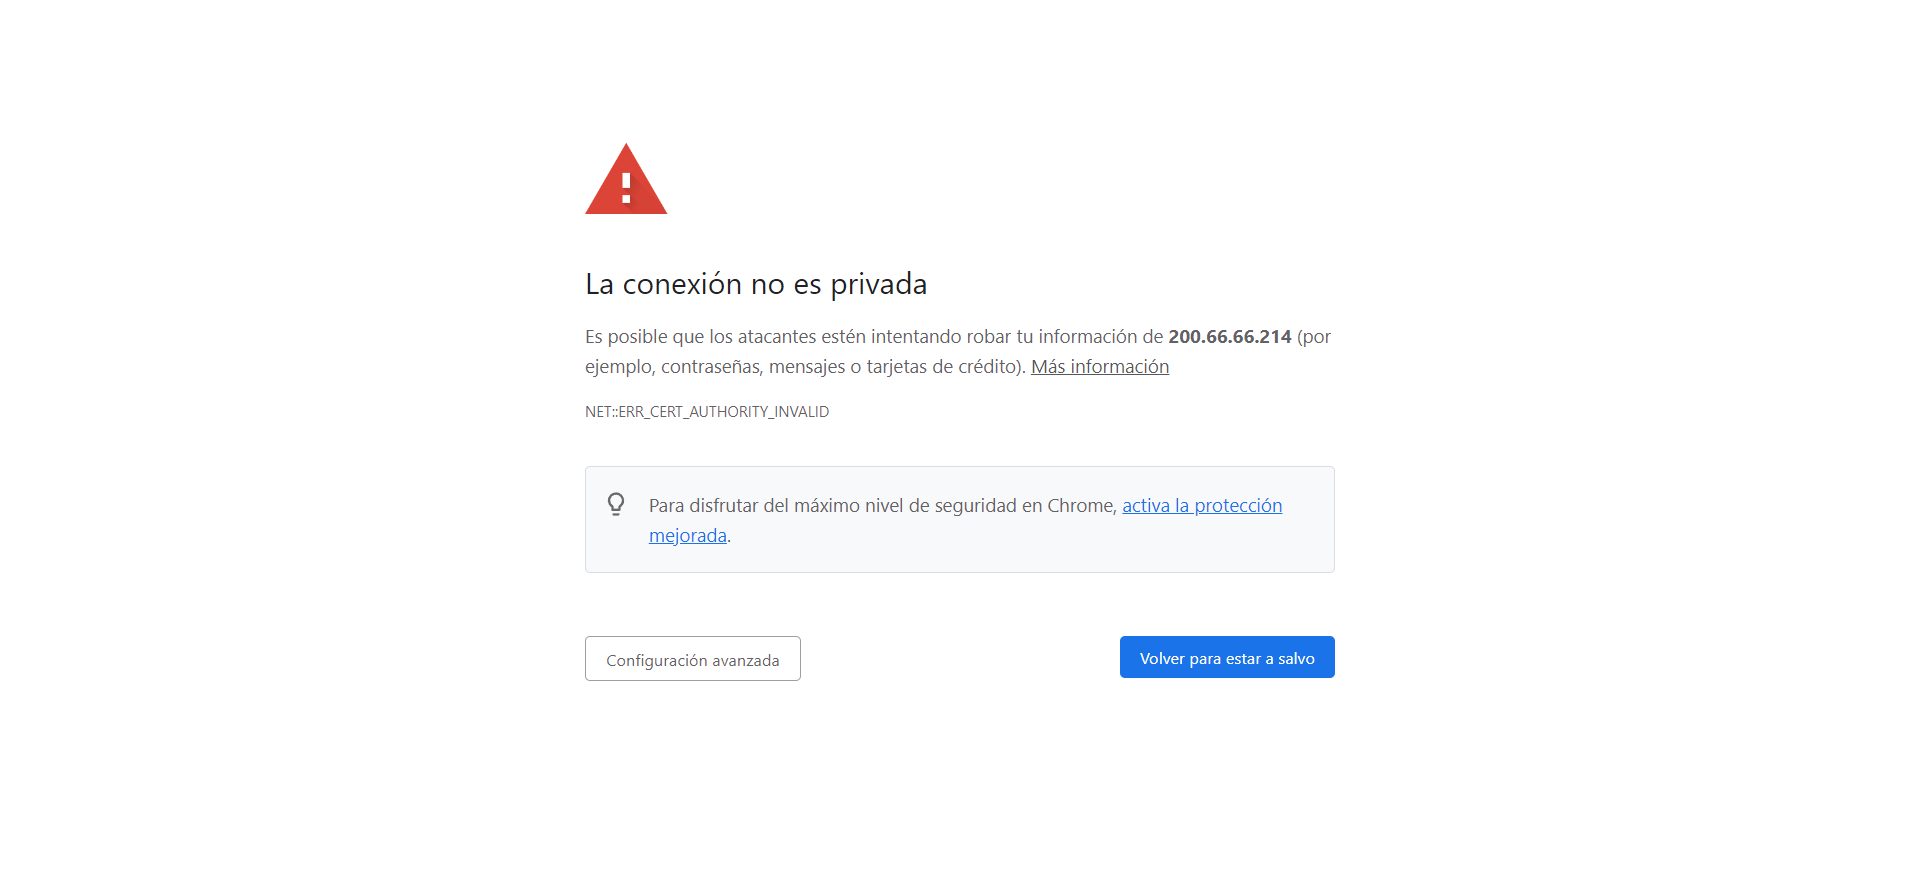 La conexión no es privada
Es posible que los atacantes estén intentando robar tu información de 200.66.66.214 (por
ejemplo, contraseñas, mensajes o tarjetas de crédito). Más información
NET::ERR_CERT_AUTHORITY_INVALID
Para disfrutar del máximo nivel de seguridad en Chrome, activa la protección
mejorada.
Configuración avanzada
Volver para estar a salvo